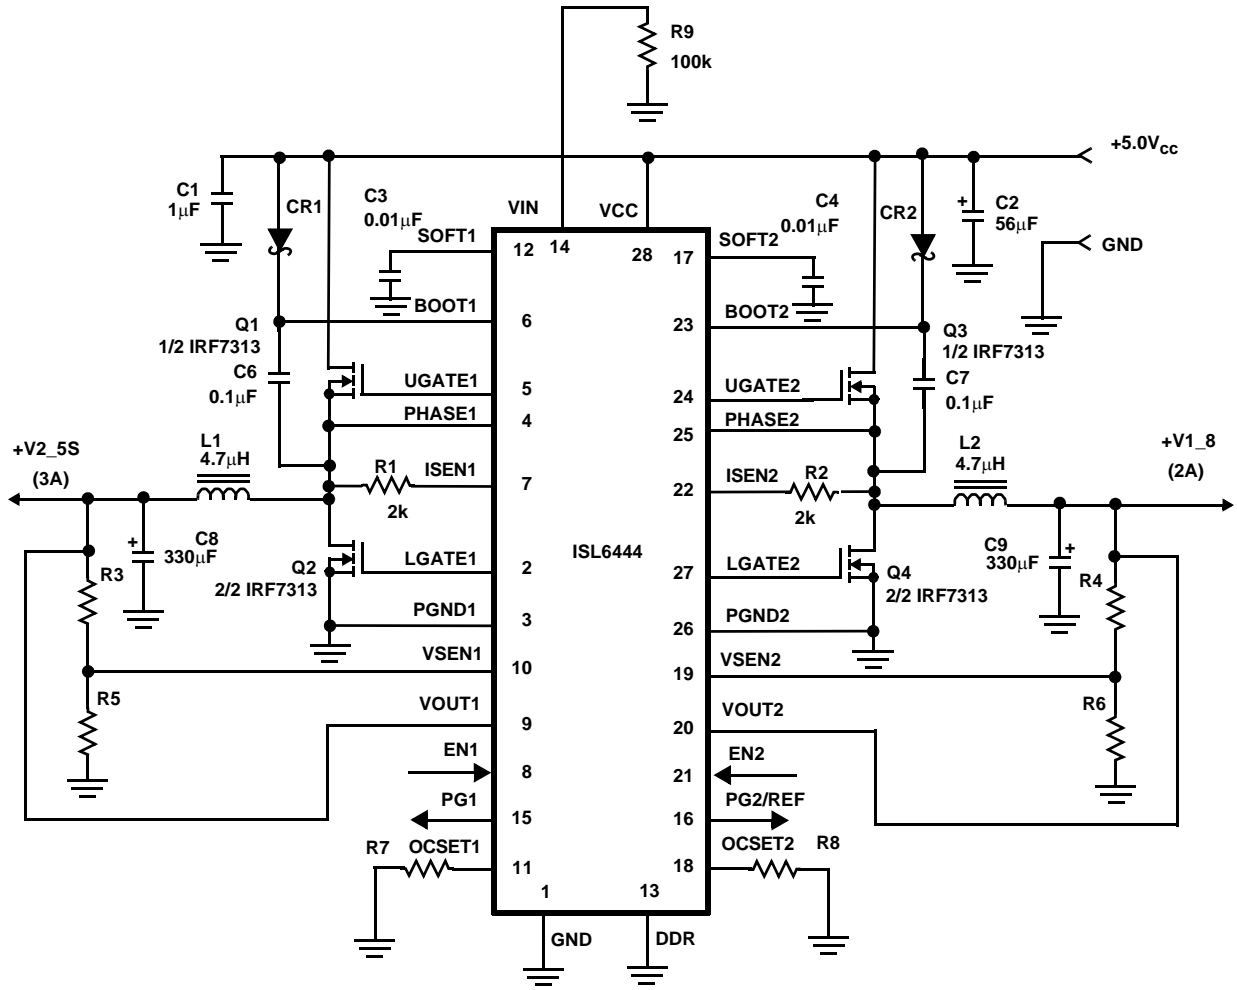 R9
100k
+5.0VCC
C1
1µF
CR1
C3
0.01µF
VIN
VCC
C4
0.01µF
CR2
+
C2
56µF
GND
SOFT1
12
14
28
17
SOFT2
BOOT1
6
23
BOOT2
Q1
1/2 IRF7313
Q3
1/2 IRF7313
C6
0.1µF
UGATE1
5
24
UGATE2
C7
0.1µF
PHASE1
4
25
PHASE2
+V2_5S
(3A)
L1
4.7µH
R1
2k
ISEN1
7
22
ISEN2
R2
2k
L2
4.7µH
+V1_8
(2A)
ISL6444
+
C8
330µF
R3
Q2
2/2 IRF7313
LGATE1
2
27
LGATE2
Q4
2/2 IRF7313
C9
330µF
+
R4
PGND1
3
26
PGND2
VSEN1
10
19
VSEN2
R5
R6
VOUT1
9
20
VOUT2
EN1
8
21
EN2
PG1
15
16
PG2/REF
R7
OCSET1
11
18
OCSET2
R8
1
13
GND
DDR